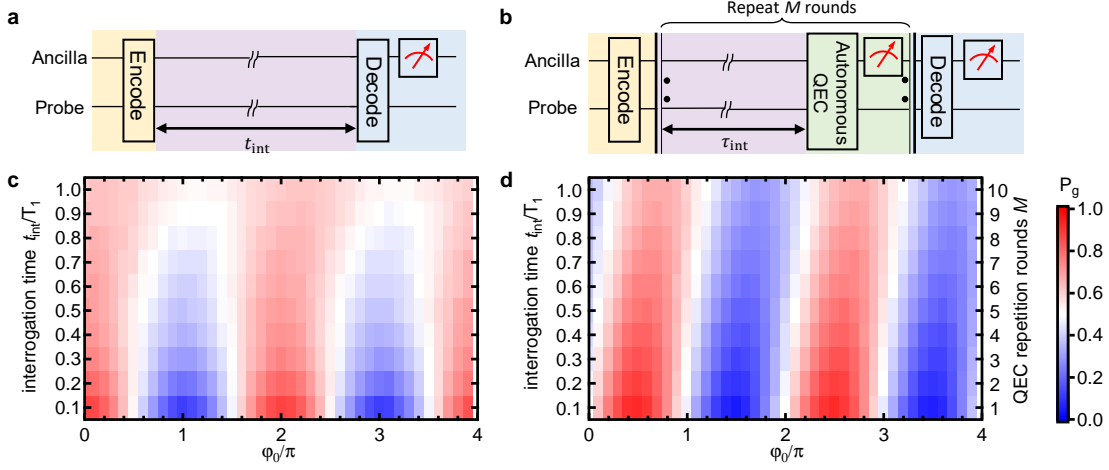 a
Ancilla
Probe
Encode
Decode
t_int
b
Repeat M rounds
Ancilla
Probe
Encode
Autonomous
QEC
Decode
τ_int
c
interrogation time t_int/T₁
1.0
0.9
0.8
0.7
0.6
0.5
0.4
0.3
0.2
0.1
0 1 2 3 4
φ₀/π
d
interrogation time t_int/T₁
1.0
0.9
0.8
0.7
0.6
0.5
0.4
0.3
0.2
0.1
0 1 2 3 4
φ₀/π
10
9
8
7
6
5
4
3
2
1
QEC repetition rounds M
P_g
1.0
0.8
0.6
0.4
0.2
0.0